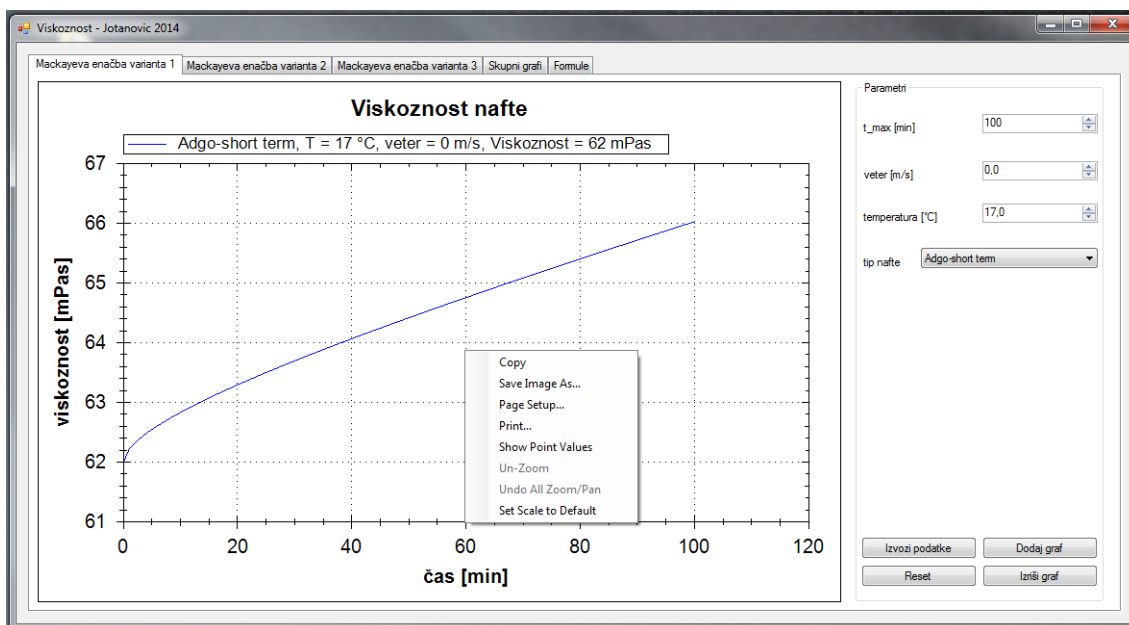 Viskoznost - Jotanovic 2014
Mackayeva enačba varianta 1 Mackayeva enačba varianta 2 Mackayeva enačba varianta 3 Skupni grafi Formule
Viskoznost nafte
Adgo-short term, T = 17 °C, veter = 0 m/s, Viskoznost = 62 mPas
viskoznost [mPas]
67
66
65
64
63
62
61
0 20 40 60 80 100 120
čas [min]
Copy
Save Image As...
Page Setup...
Print...
Show Point Values
Un-Zoom
Undo All Zoom/Pan
Set Scale to Default
Parametri
t_max [min] 100
veter [m/s] 0,0
temperatura [°C] 17,0
tip nafte Adgo-short term
Izvozi podatke Dodaj graf
Reset Izriši graf